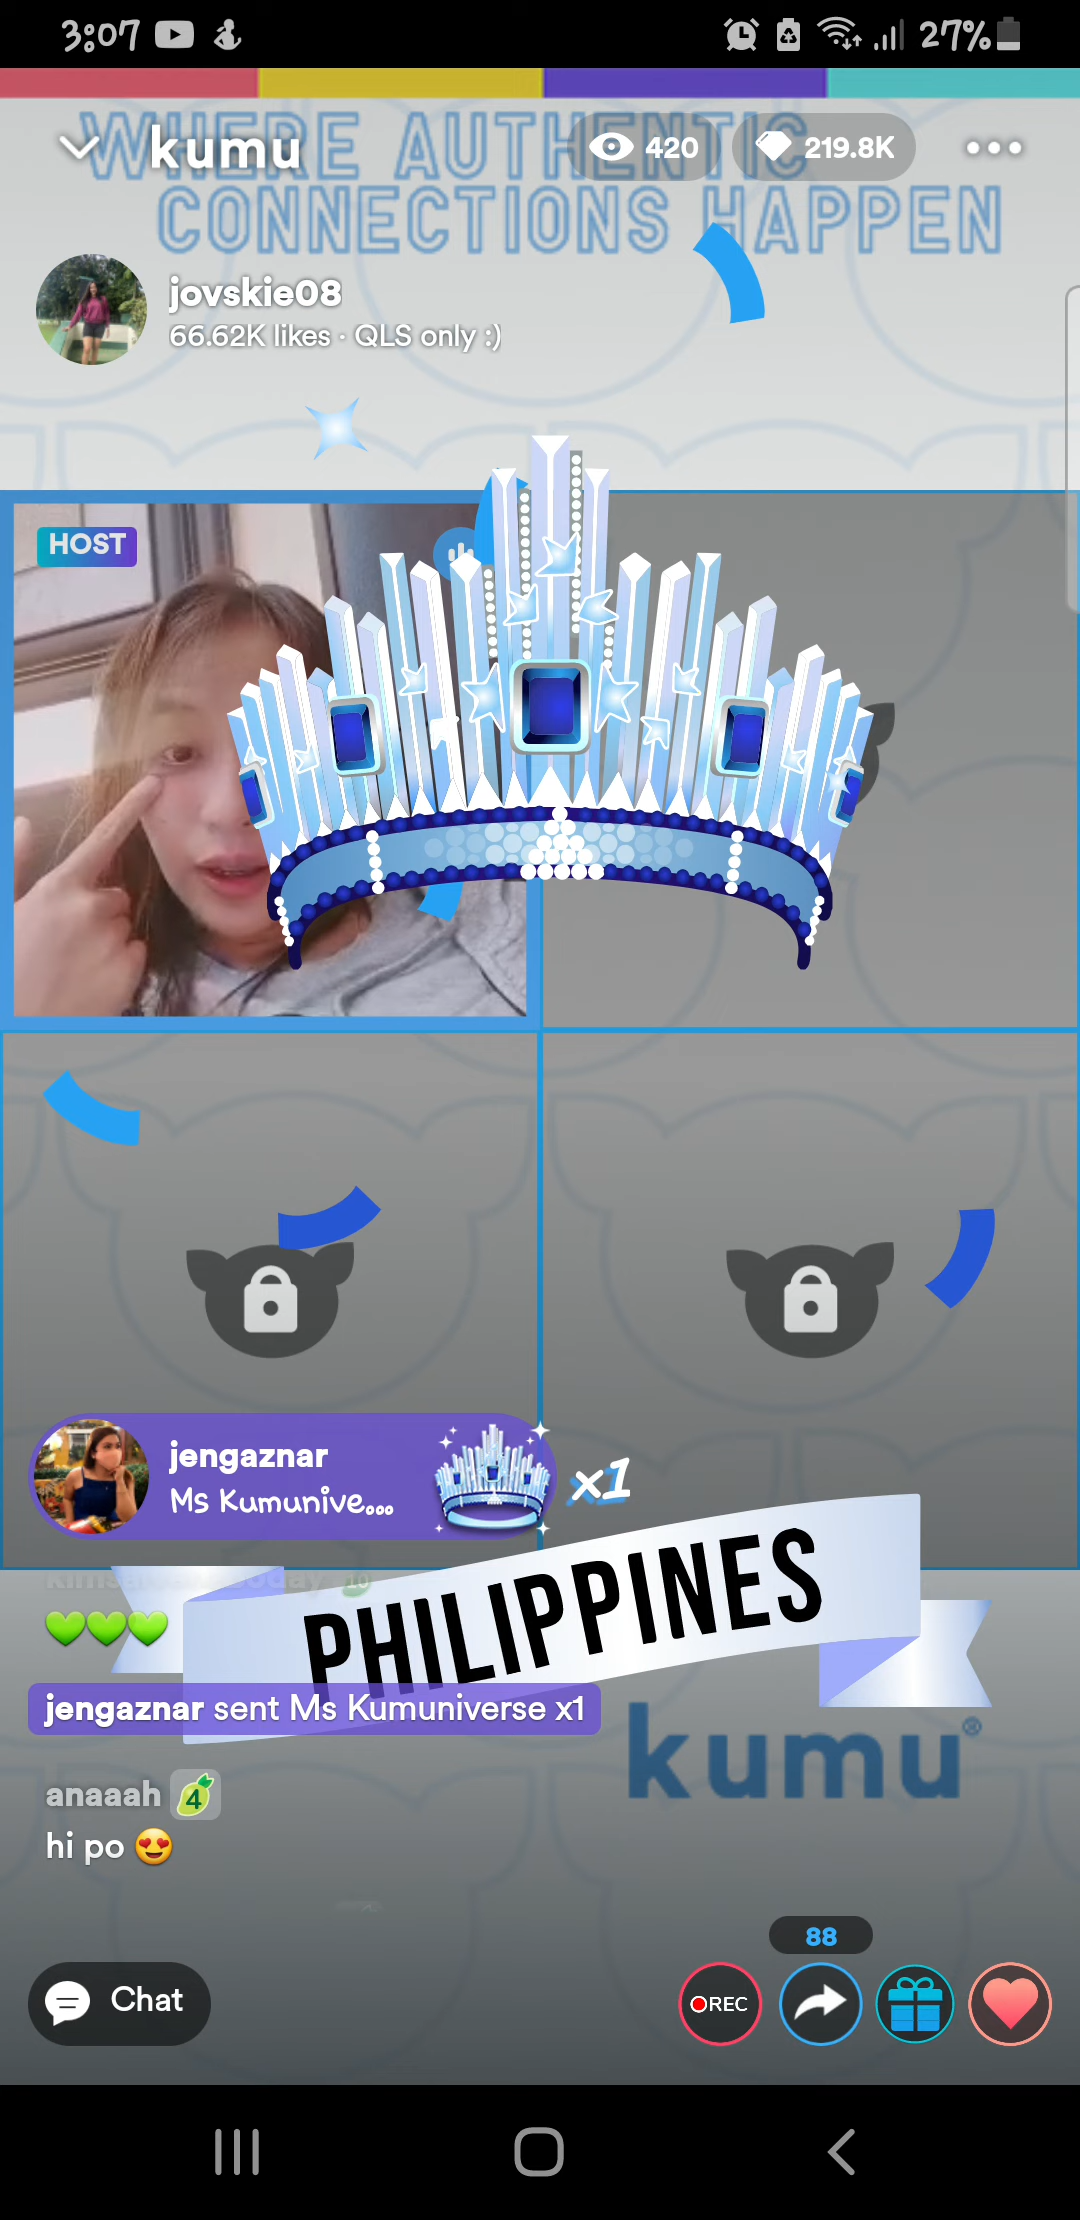 3:07
27%
WHERE AUTHENTIC
CONNECTIONS HAPPEN
kumu
420
219.8K
jovskie08
66.62K likes · QLS only :)
HOST
jengaznar
Ms Kumunive...
x1
PHILIPPINES
💚💚💚
jengaznar sent Ms Kumuniverse x1
kumu®
anaaah 4
hi po 😍
88
Chat
REC